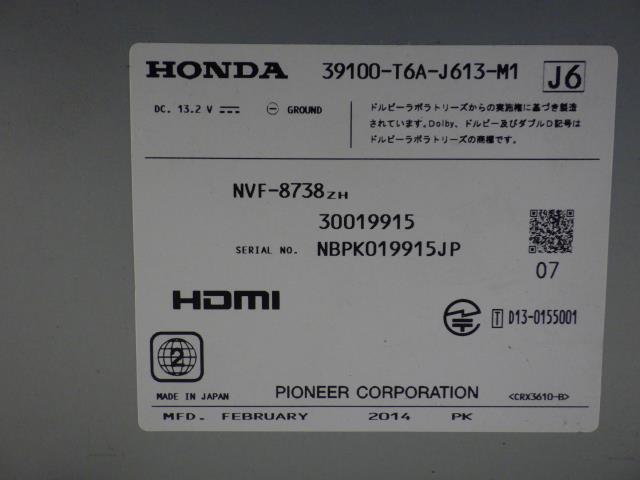 HONDA 39100-T6A-J613-M1 J6
DC. 13.2 V GROUND
ドルビーラボラトリーズからの実施権に基づき製造
されています。Dolby、ドルビー及びダブルD記号は
ドルビーラボラトリーズの商標です。
NVF-8738ZH
30019915
SERIAL NO. NBPK019915JP
07
HDMI
T D13-0155001
2
MADE IN JAPAN PIONEER CORPORATION <CRX3610-B>
MFD. FEBRUARY 2014 PK